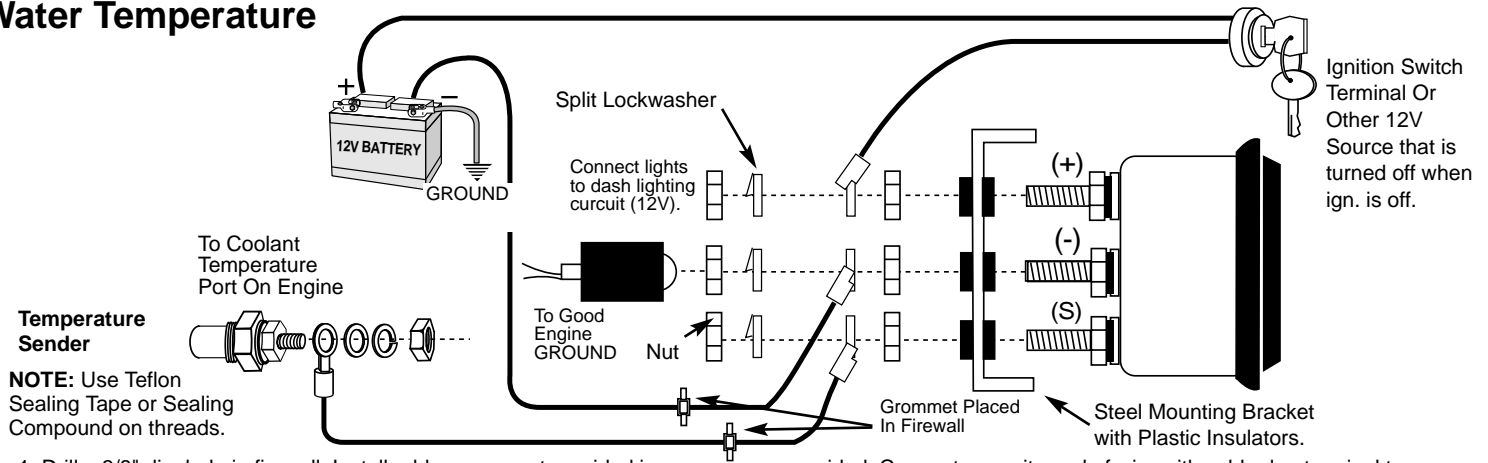 Water Temperature
+
–
12V BATTERY
GROUND
Split Lockwasher
Connect lights
to dash lighting
curcuit (12V).
Ignition Switch
Terminal Or
Other 12V
Source that is
turned off when
ign. is off.
(+)
(-)
(S)
To Coolant
Temperature
Port On Engine
Temperature
Sender
NOTE: Use Teflon
Sealing Tape or Sealing
Compound on threads.
To Good
Engine
GROUND
Nut
Grommet Placed
In Firewall
Steel Mounting Bracket
with Plastic Insulators.